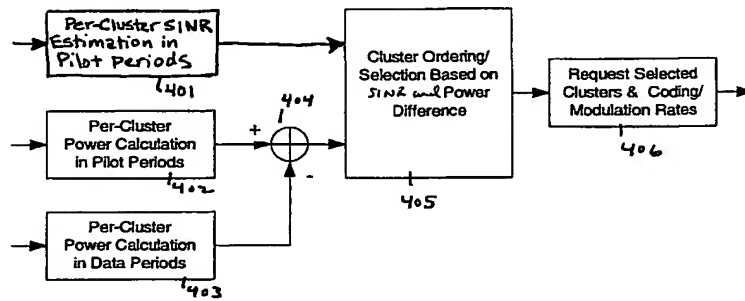 Per-Cluster SINR
Estimation in
Pilot Periods
401
Per-Cluster
Power Calculation
in Pilot Periods
402
Per-Cluster
Power Calculation
in Data Periods
403
404
+
-
Cluster Ordering/
Selection Based on
SINR and Power
Difference
405
Request Selected
Clusters & Coding/
Modulation Rates
406